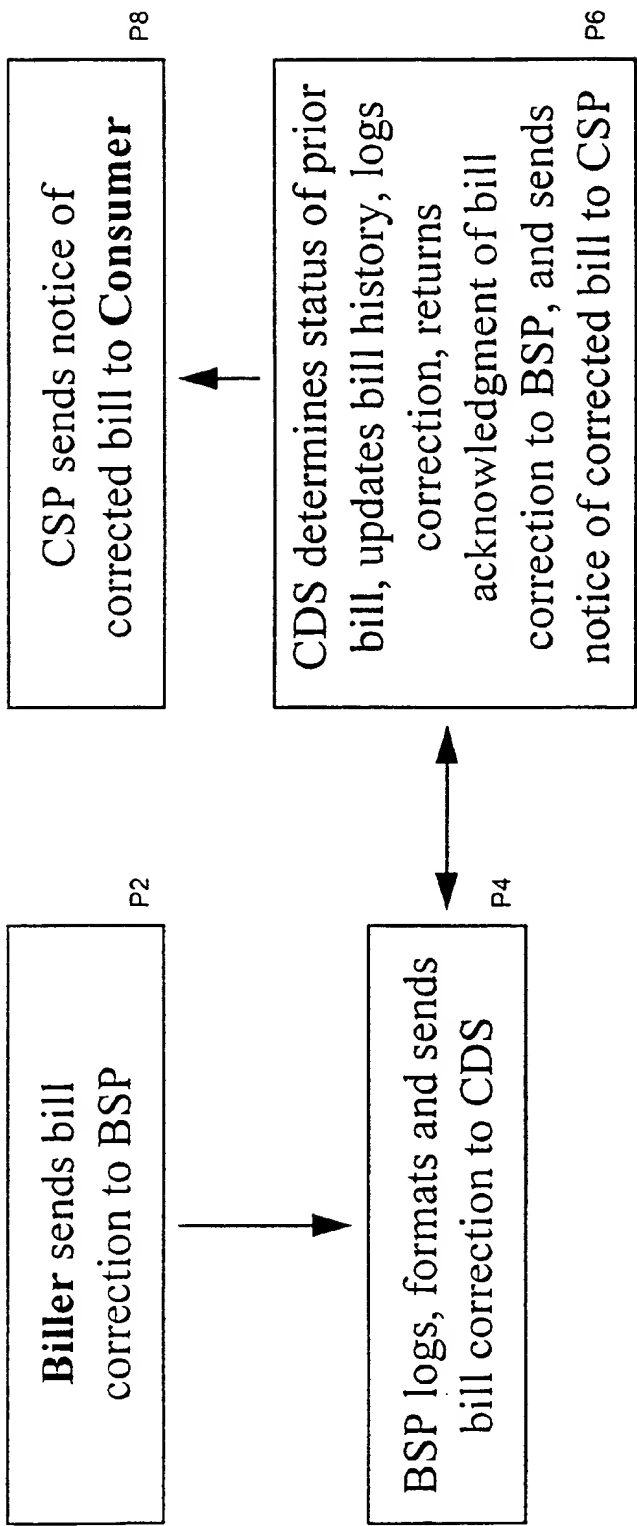 Biller sends bill
correction to BSP
P2
BSP logs, formats and sends
bill correction to CDS
P4
CDS determines status of prior
bill, updates bill history, logs
correction, returns
acknowledgment of bill
correction to BSP, and sends
notice of corrected bill to CSP
P6
CSP sends notice of
corrected bill to Consumer
P8